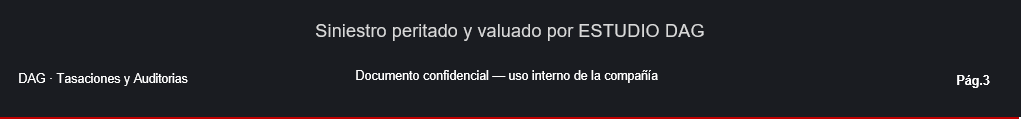 Siniestro peritado y valuado por ESTUDIO DAG
DAG · Tasaciones y Auditorias
Documento confidencial — uso interno de la compañía
Pág.3